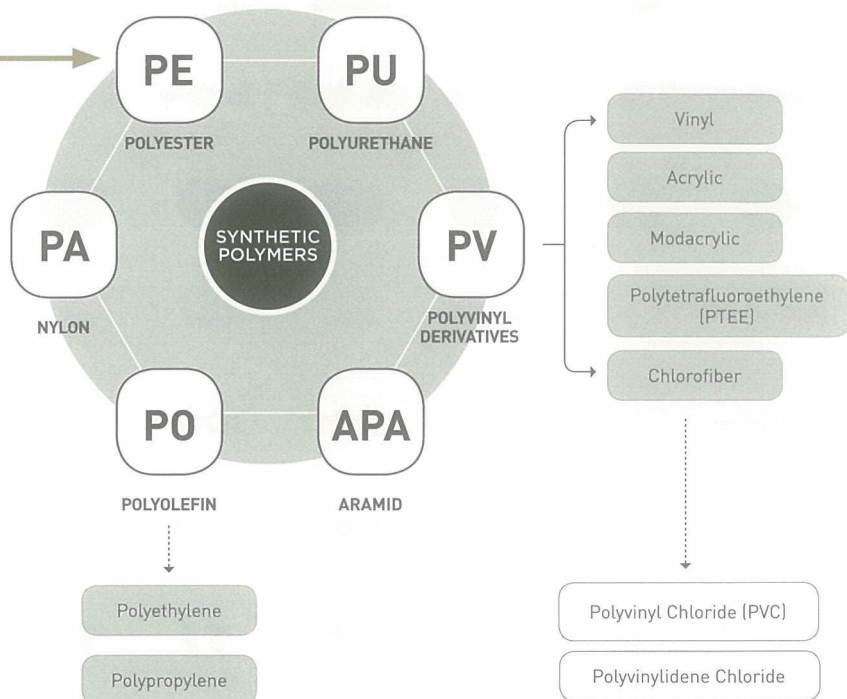 PE
POLYESTER
PU
POLYURETHANE
PA
NYLON
SYNTHETIC
POLYMERS
PV
POLYVINYL
DERIVATIVES
PO
POLYOLEFIN
APA
ARAMID
Vinyl
Acrylic
Modacrylic
Polytetrafluoroethylene
(PTEE)
Chlorofiber
Polyethylene
Polypropylene
Polyvinyl Chloride (PVC)
Polyvinylidene Chloride